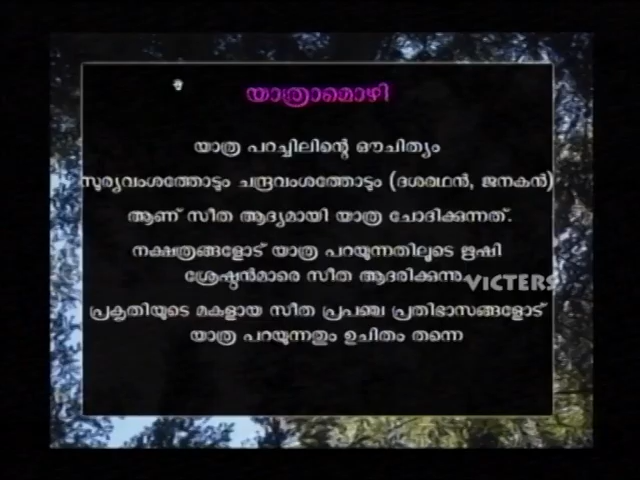 യാത്രാമൊഴി
യാത്ര പറച്ചിലിന്റെ ഔചിത്യം
സൂര്യവംശത്തോടും ചന്ദ്രവംശത്തോടും (ദശരഥൻ, ജനകൻ)
ആണ് സീത ആദ്യമായി യാത്ര ചോദിക്കുന്നത്.
നക്ഷത്രങ്ങളോട് യാത്ര പറയുന്നതിലൂടെ ഋഷി
ശ്രേഷ്ഠൻമാരെ സീത ആദരിക്കുന്നു
VICTERS
പ്രകൃതിയുടെ മകളായ സീത പ്രപഞ്ച പ്രതിഭാസങ്ങളോട്
യാത്ര പറയുന്നതും ഉചിതം തന്നെ